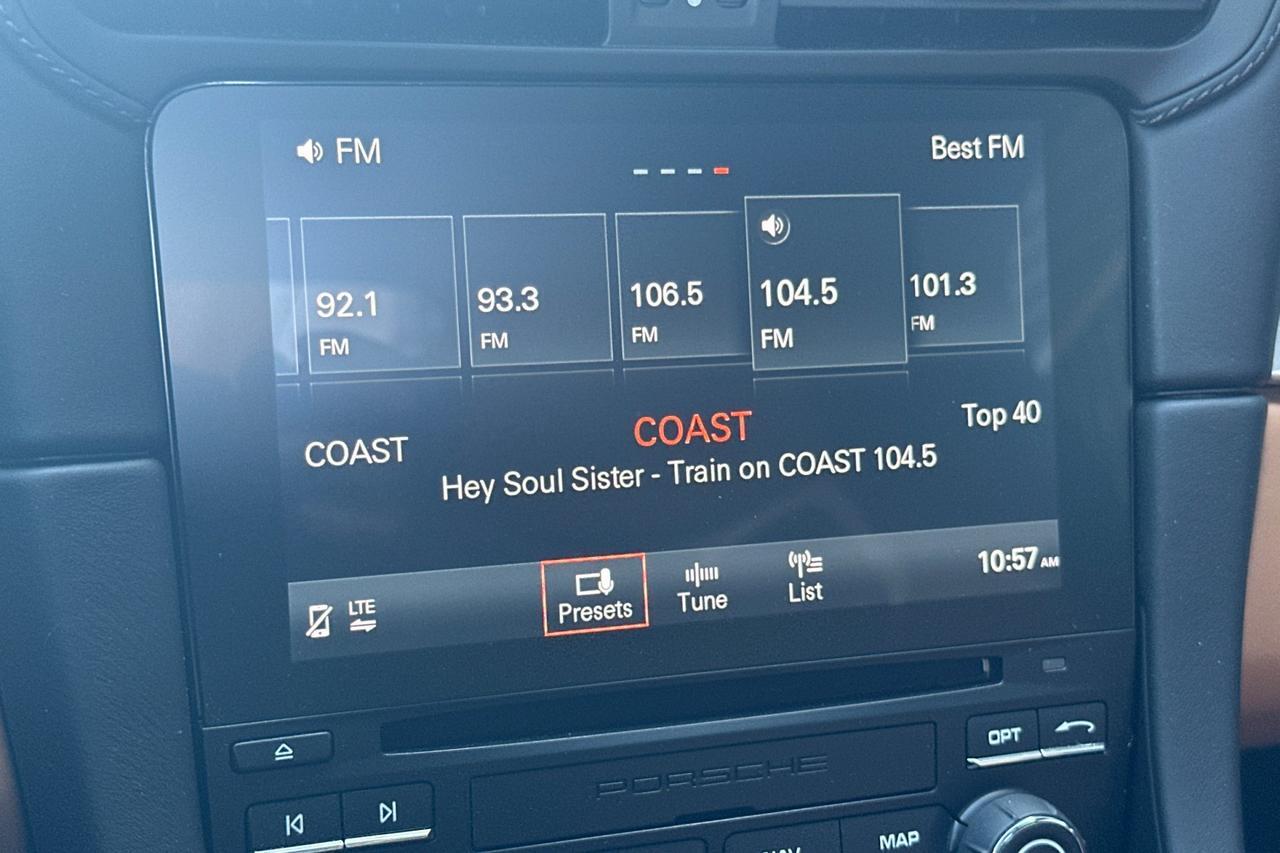 FM
Best FM
92.1
FM
93.3
FM
106.5
FM
104.5
FM
101.3
FM
COAST
COAST
Top 40
Hey Soul Sister - Train on COAST 104.5
LTE
Presets
Tune
List
10:57 AM
OPT
PORSCHE
NAV
MAP